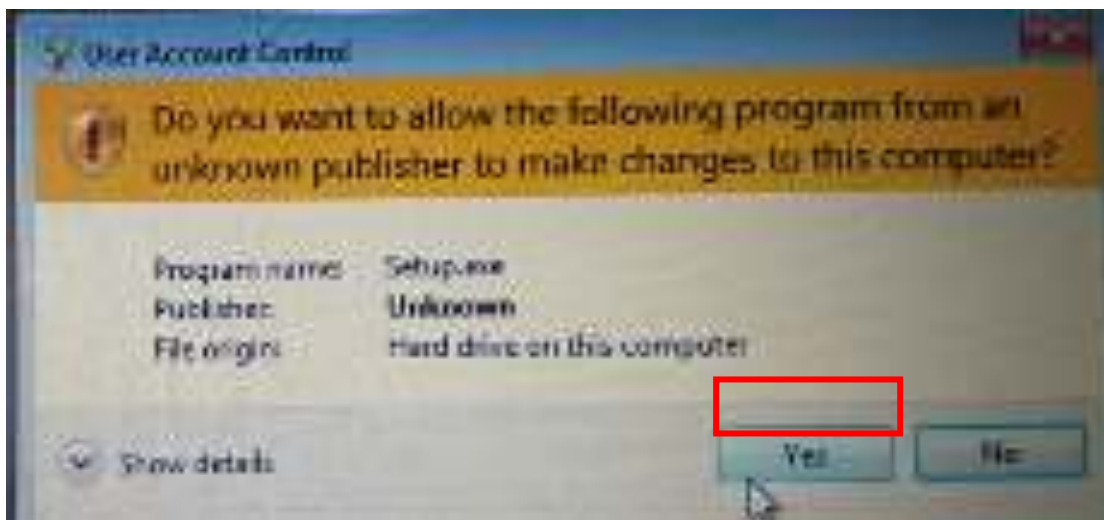 User Account Control
Do you want to allow the following program from an
unknown publisher to make changes to this computer?
Program name: Setup.exe
Publisher: Unknown
File origin: Hard drive on this computer
Show details
Yes
No